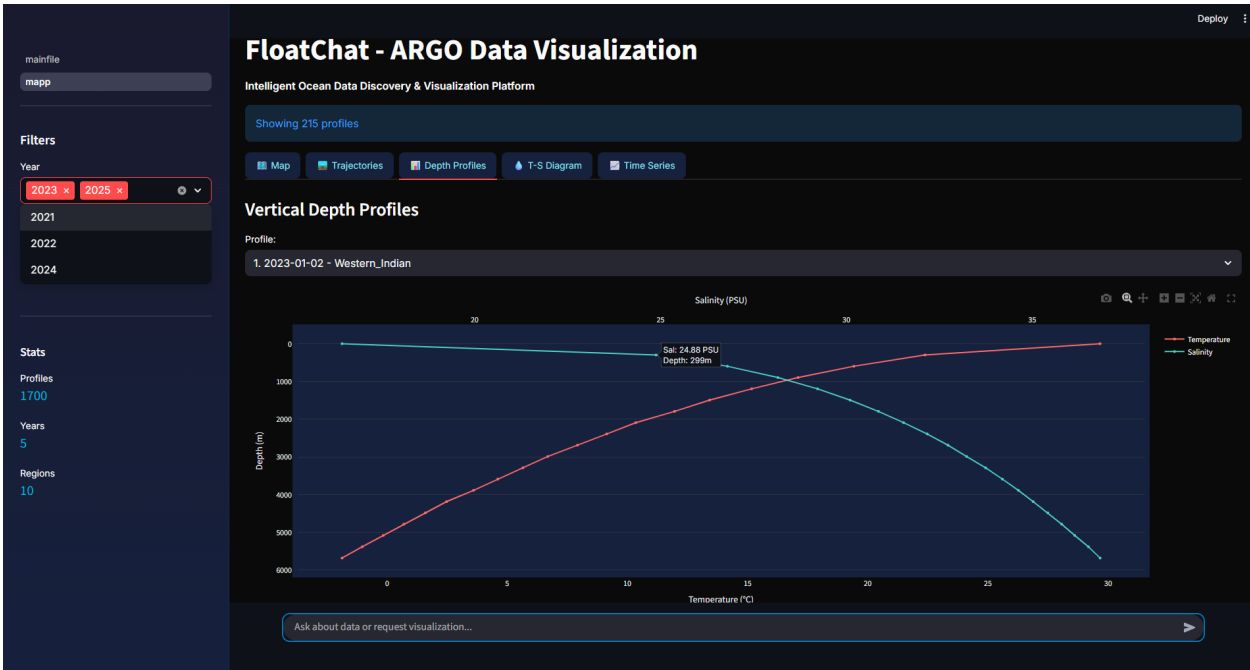 Deploy
mainfile
mapp
Filters
Year
2023 × 2025 ×
2021
2022
2024
Stats
Profiles
1700
Years
5
Regions
10
FloatChat - ARGO Data Visualization
Intelligent Ocean Data Discovery & Visualization Platform
Showing 215 profiles
Map Trajectories Depth Profiles T-S Diagram Time Series
Vertical Depth Profiles
Profile:
1. 2023-01-02 - Western_Indian
Salinity (PSU)
20 25 30 35
Temperature
Salinity
Sal: 24.88 PSU
Depth: 299m
Depth (m)
0
1000
2000
3000
4000
5000
6000
0 5 10 15 20 25 30
Temperature (°C)
Ask about data or request visualization...